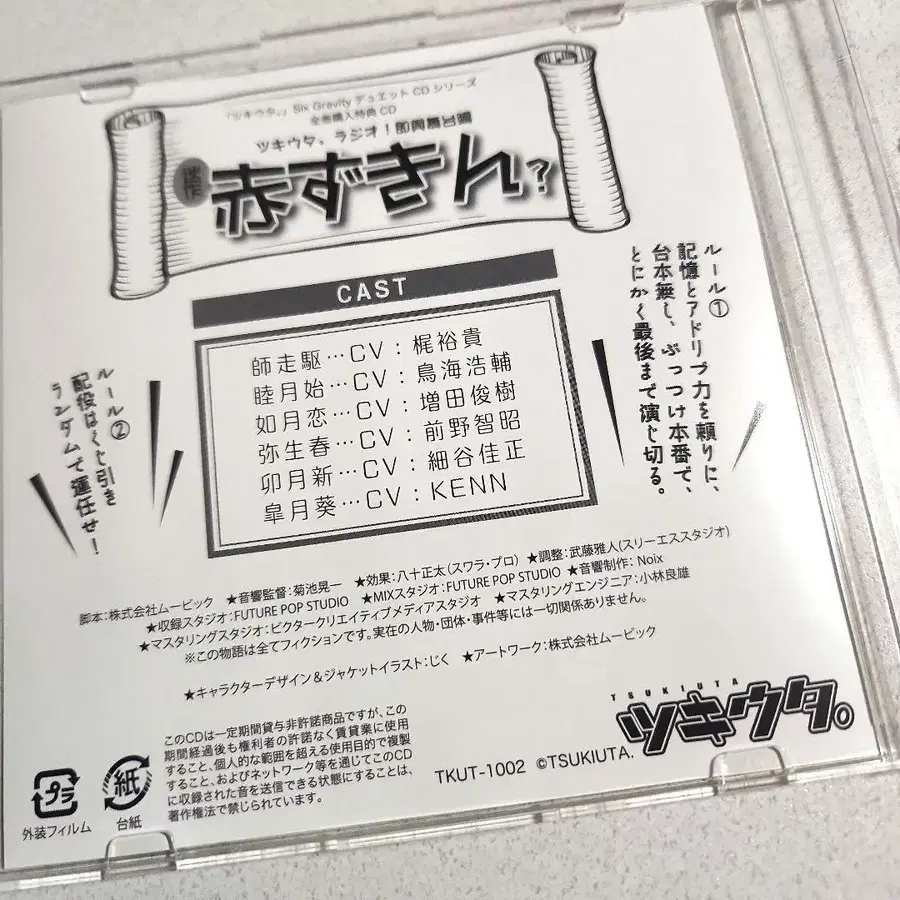 「ツキウタ。」Six Gravity デュエット CD シリーズ
全巻購入特典 CD
ツキウタ。ラジオ!即興舞台編
迷作
赤ずきん?
CAST
師走駆…CV:梶裕貴
睦月始…CV:鳥海浩輔
如月恋…CV:増田俊樹
弥生春…CV:前野智昭
卯月新…CV:細谷佳正
皐月葵…CV:KENN
ルール①
記憶とアドリブ力を頼りに、
台本無し、ぶっつけ本番で、
とにかく最後まで演じ切る。
ルール②
配役はくじ引き
ランダムで運任せ!
脚本:株式会社ムービック ★音響監督:菊池晃一 ★効果:八十正太(スワラ・プロ) ★調整:武藤雅人(スリーエススタジオ)
★収録スタジオ:FUTURE POP STUDIO ★MIXスタジオ:FUTURE POP STUDIO ★音響制作:Noix
★マスタリングスタジオ:ビクタークリエイティブメディアスタジオ ★マスタリングエンジニア:小林良雄
※この物語は全てフィクションです。実在の人物・団体・事件等には一切関係ありません。
★キャラクターデザイン&ジャケットイラスト:じく ★アートワーク:株式会社ムービック
このCDは一定期間貸与非許諾商品ですが、この
期間経過後も権利者の許諾なく賃貸業に使用
すること、個人的な範囲を超える使用目的で複製
すること、およびネットワーク等を通じてこのCD
に収録された音を送信できる状態にすることは、
著作権法で禁じられています。
プラ
外装フィルム
紙
台紙
TSUKIUTA
ツキウタ。
TKUT-1002 ©TSUKIUTA.